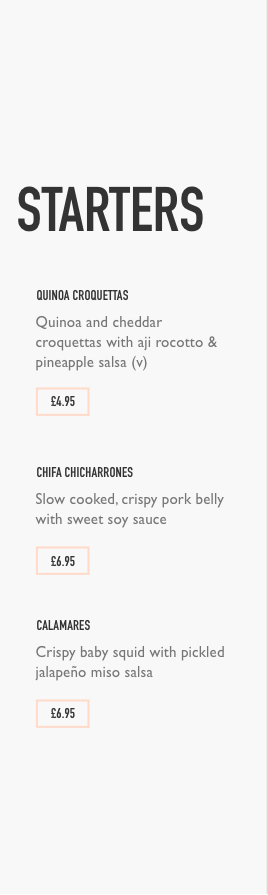 STARTERS
QUINOA CROQUETTAS
Quinoa and cheddar
croquettas with aji rocotto &
pineapple salsa (v)
£4.95
CHIFA CHICHARRONES
Slow cooked, crispy pork belly
with sweet soy sauce
£6.95
CALAMARES
Crispy baby squid with pickled
jalapeño miso salsa
£6.95